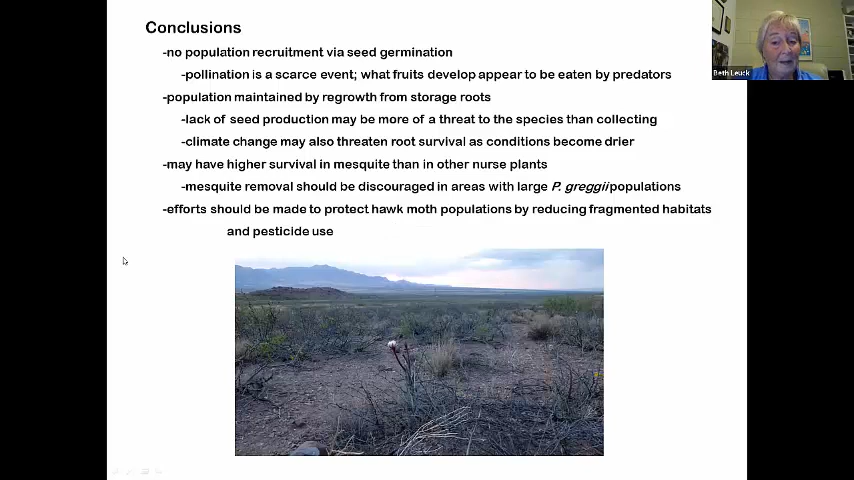 Conclusions
-no population recruitment via seed germination
-pollination is a scarce event; what fruits develop appear to be eaten by predators
-population maintained by regrowth from storage roots
-lack of seed production may be more of a threat to the species than collecting
-climate change may also threaten root survival as conditions become drier
-may have higher survival in mesquite than in other nurse plants
-mesquite removal should be discouraged in areas with large P. greggii populations
-efforts should be made to protect hawk moth populations by reducing fragmented habitats
and pesticide use
Beth Leuck